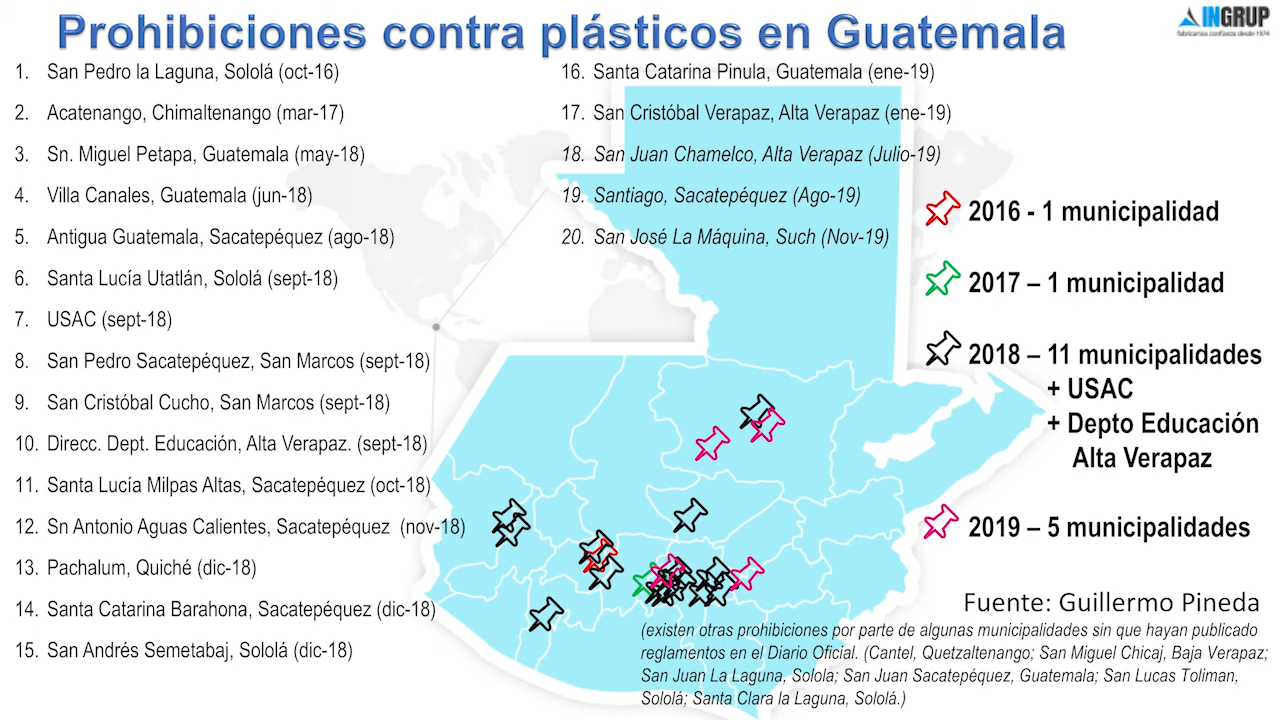 Prohibiciones contra plásticos en Guatemala
INGRUP
fabricamos confianza desde 1974
1. San Pedro la Laguna, Sololá (oct-16)
2. Acatenango, Chimaltenango (mar-17)
3. Sn. Miguel Petapa, Guatemala (may-18)
4. Villa Canales, Guatemala (jun-18)
5. Antigua Guatemala, Sacatepéquez (ago-18)
6. Santa Lucía Utatlán, Sololá (sept-18)
7. USAC (sept-18)
8. San Pedro Sacatepéquez, San Marcos (sept-18)
9. San Cristóbal Cucho, San Marcos (sept-18)
10. Direcc. Dept. Educación, Alta Verapaz. (sept-18)
11. Santa Lucía Milpas Altas, Sacatepéquez (oct-18)
12. Sn Antonio Aguas Calientes, Sacatepéquez (nov-18)
13. Pachalum, Quiché (dic-18)
14. Santa Catarina Barahona, Sacatepéquez (dic-18)
15. San Andrés Semetabaj, Sololá (dic-18)
16. Santa Catarina Pinula, Guatemala (ene-19)
17. San Cristóbal Verapaz, Alta Verapaz (ene-19)
18. San Juan Chamelco, Alta Verapaz (Julio-19)
19. Santiago, Sacatepéquez (Ago-19)
20. San José La Máquina, Such (Nov-19)
2016 - 1 municipalidad
2017 – 1 municipalidad
2018 – 11 municipalidades
+ USAC
+ Depto Educación
Alta Verapaz
2019 – 5 municipalidades
Fuente: Guillermo Pineda
(existen otras prohibiciones por parte de algunas municipalidades sin que hayan publicado
reglamentos en el Diario Oficial. (Cantel, Quetzaltenango; San Miguel Chicaj, Baja Verapaz;
San Juan La Laguna, Solola; San Juan Sacatepéquez, Guatemala; San Lucas Toliman,
Sololá; Santa Clara la Laguna, Sololá.)